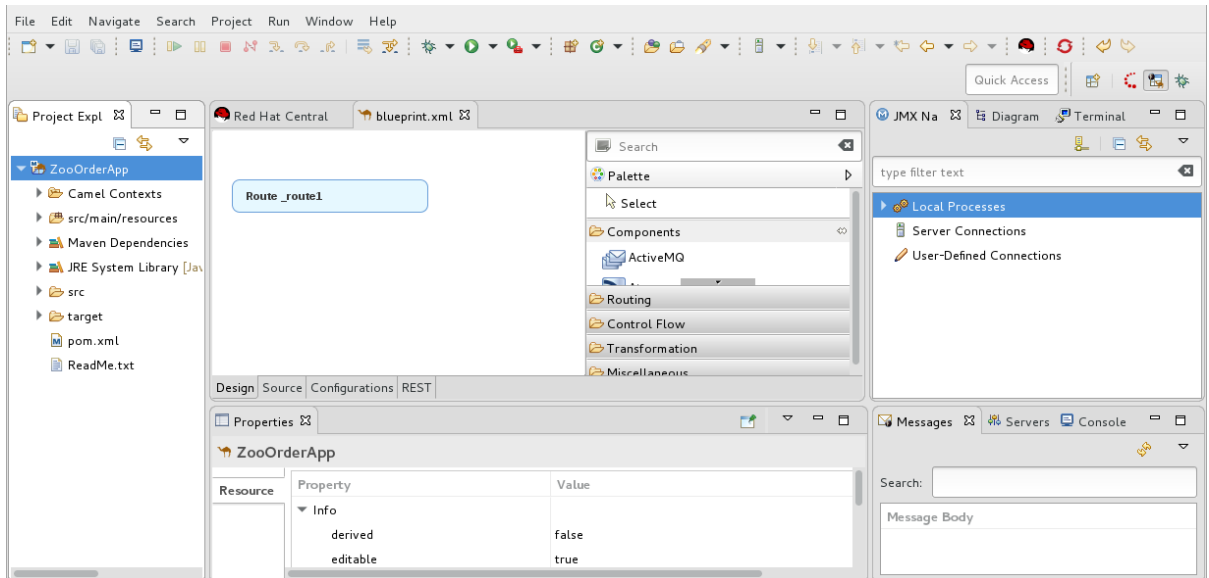 File Edit Navigate Search Project Run Window Help
Quick Access
Project Expl
ZooOrderApp
Camel Contexts
src/main/resources
Maven Dependencies
JRE System Library [Jav
src
target
pom.xml
ReadMe.txt
Red Hat Central
blueprint.xml
Route _route1
Search
Palette
Select
Components
ActiveMQ
Routing
Control Flow
Transformation
Miscellaneous
Design Source Configurations REST
JMX Na Diagram Terminal
type filter text
Local Processes
Server Connections
User-Defined Connections
Properties
ZooOrderApp
Resource
Property Value
Info
derived false
editable true
Messages Servers Console
Search:
Message Body